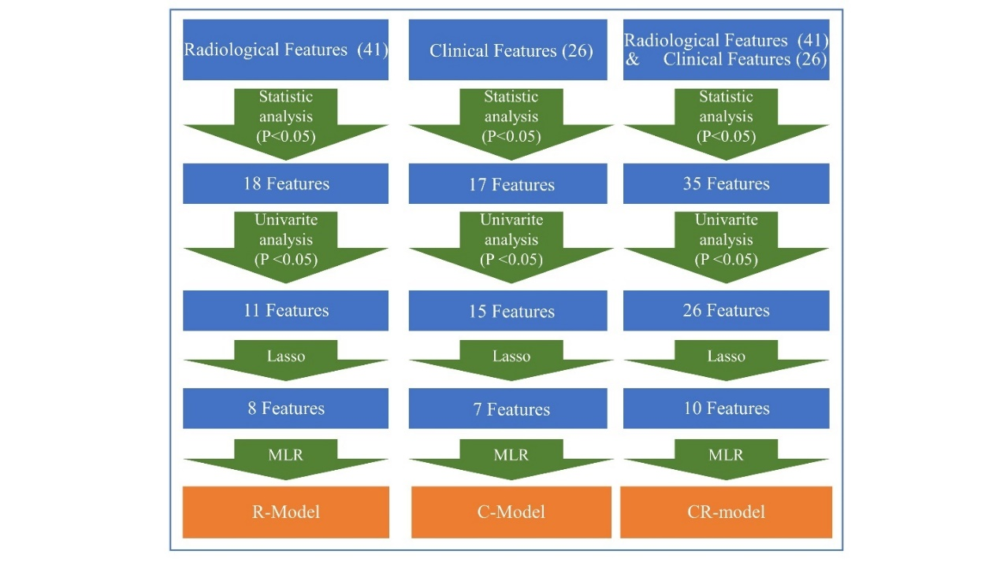 Radiological Features (41)
Clinical Features (26)
Radiological Features (41)
& Clinical Features (26)
Statistic
analysis
(P<0.05)
Statistic
analysis
(P<0.05)
Statistic
analysis
(P<0.05)
18 Features
17 Features
35 Features
Univarite
analysis
(P <0.05)
Univarite
analysis
(P <0.05)
Univarite
analysis
(P <0.05)
11 Features
15 Features
26 Features
Lasso
Lasso
Lasso
8 Features
7 Features
10 Features
MLR
MLR
MLR
R-Model
C-Model
CR-model